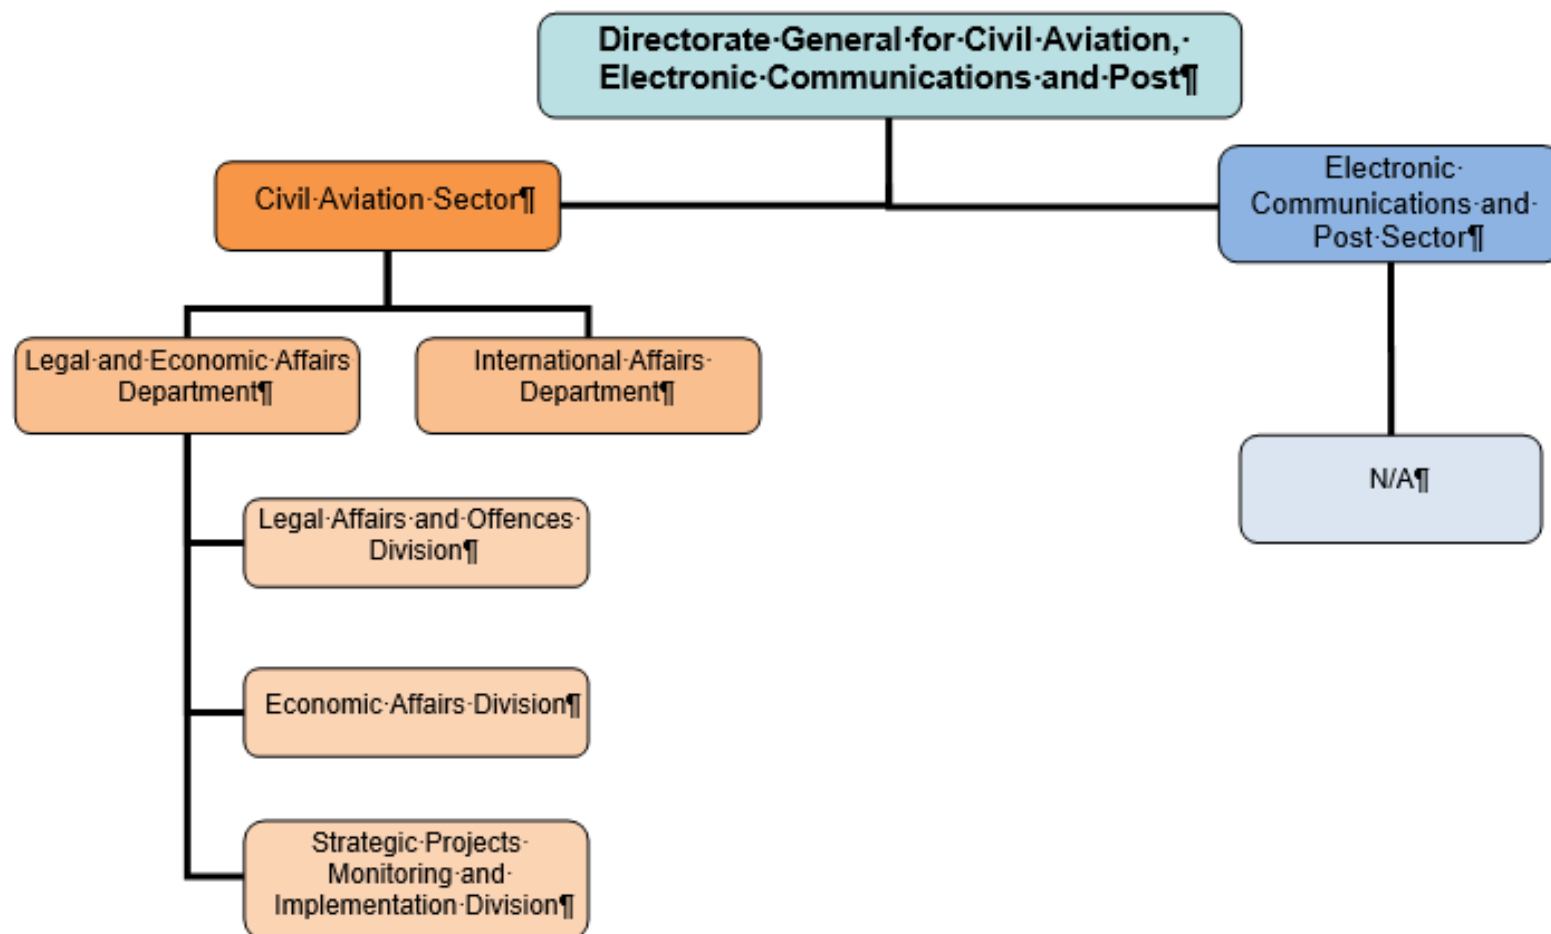 Directorate·General·for·Civil·Aviation,·
Electronic·Communications·and·Post¶
Civil·Aviation·Sector¶
Electronic·
Communications·and·
Post·Sector¶
Legal·and·Economic·Affairs
Department¶
International·Affairs·
Department¶
N/A¶
Legal·Affairs·and·Offences·
Division¶
Economic·Affairs·Division¶
Strategic·Projects·
Monitoring·and·
Implementation·Division¶